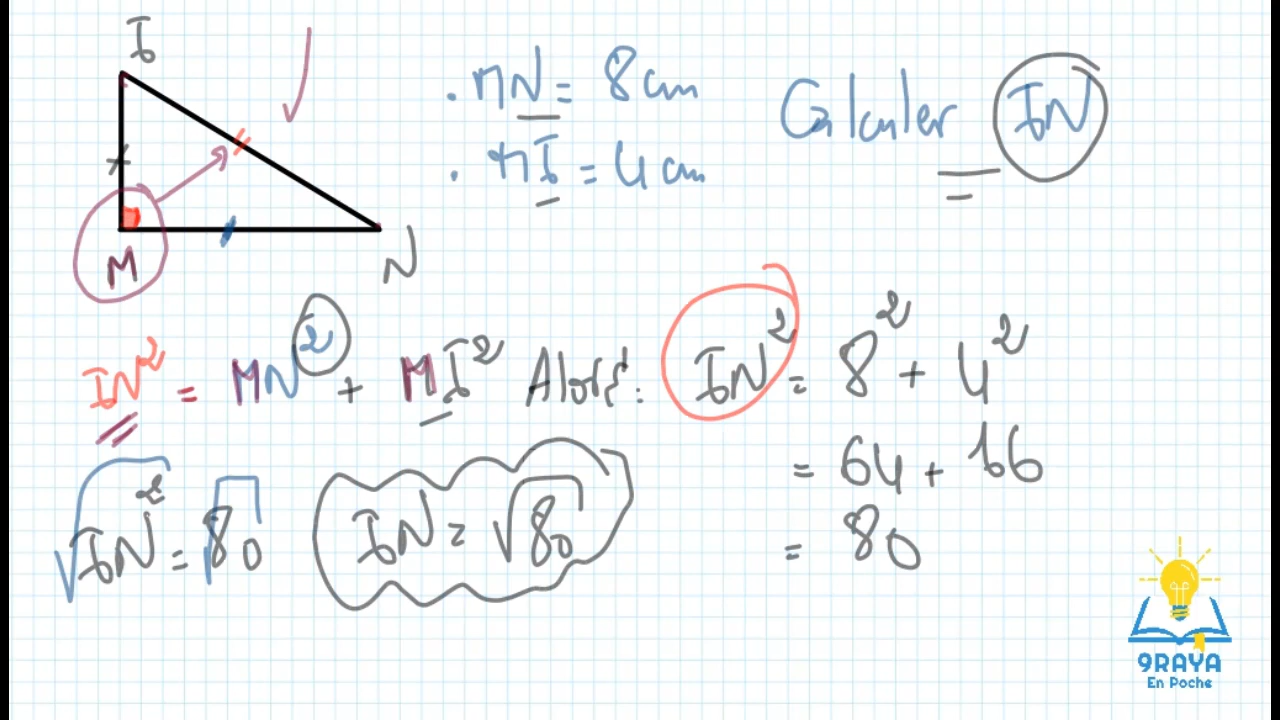 I
M
N
. MN = 8 cm
. MI = 4 cm
Calculer IN
IN² = MN² + MI² Alors : IN² = 8² + 4²
= 64 + 16
= 80
√IN² = √80
IN = √80
9RAYA
En Poche